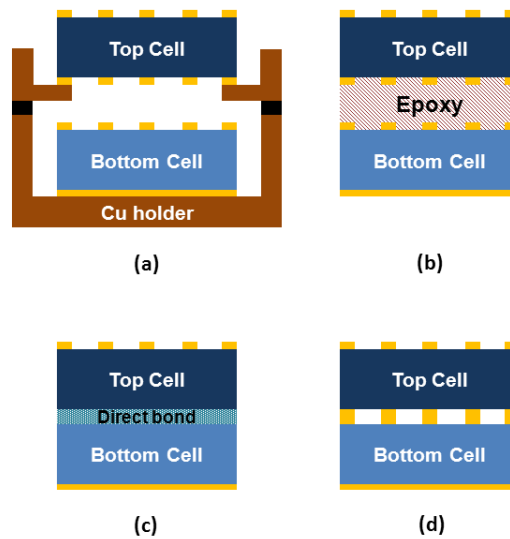 Top Cell
Bottom Cell
Cu holder
(a)
Top Cell
Epoxy
Bottom Cell
(b)
Top Cell
Direct bond
Bottom Cell
(c)
Top Cell
Bottom Cell
(d)